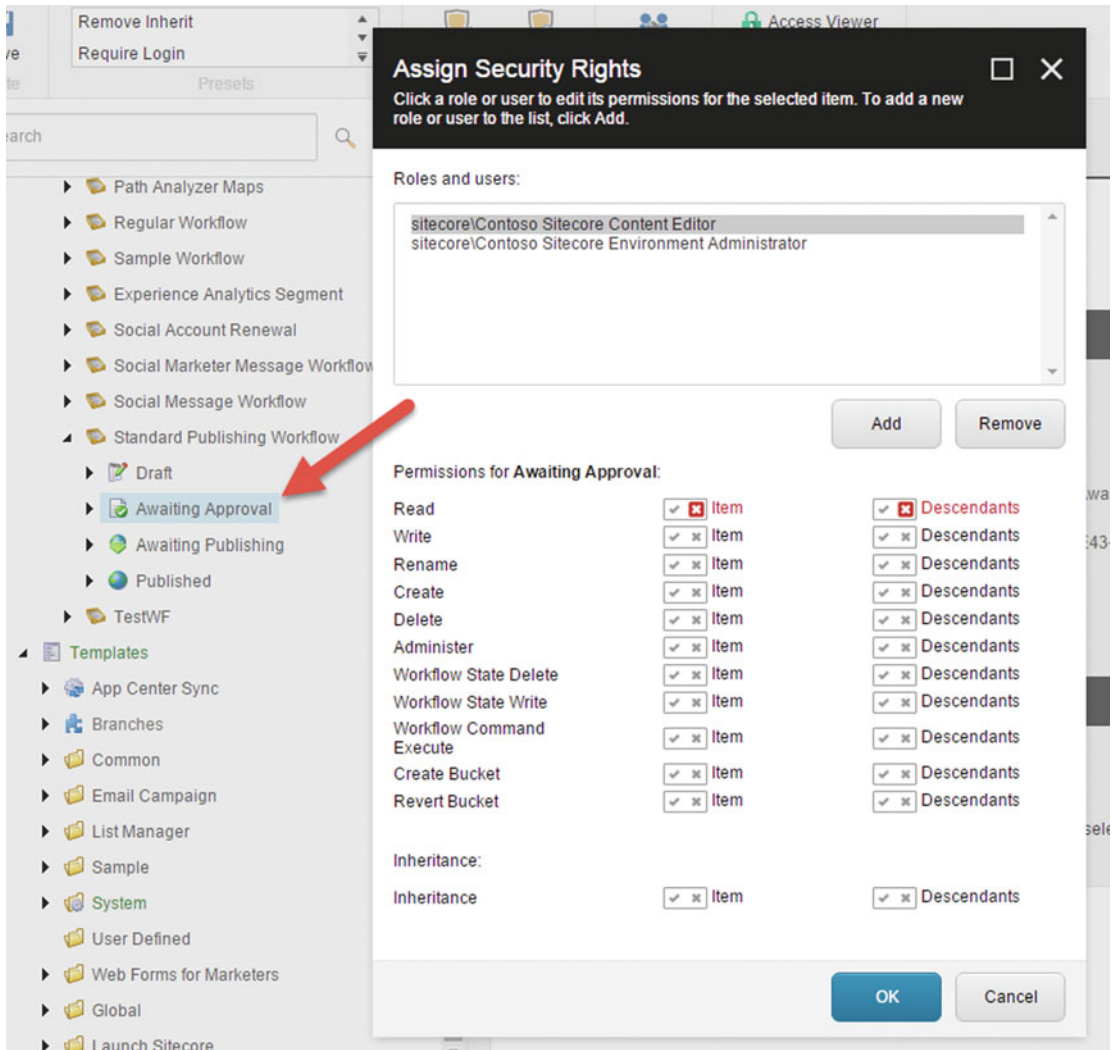 Remove Inherit
Require Login
Presets
Access Viewer
Path Analyzer Maps
Regular Workflow
Sample Workflow
Experience Analytics Segment
Social Account Renewal
Social Marketer Message Workflow
Social Message Workflow
Standard Publishing Workflow
Draft
Awaiting Approval
Awaiting Publishing
Published
TestWF
Templates
App Center Sync
Branches
Common
Email Campaign
List Manager
Sample
System
User Defined
Web Forms for Marketers
Global
Launch Sitecore
Assign Security Rights
Click a role or user to edit its permissions for the selected item. To add a new
role or user to the list, click Add.
Roles and users:
sitecore\Contoso Sitecore Content Editor
sitecore\Contoso Sitecore Environment Administrator
Add Remove
Permissions for Awaiting Approval:
Read Item Descendants
Write Item Descendants
Rename Item Descendants
Create Item Descendants
Delete Item Descendants
Administer Item Descendants
Workflow State Delete Item Descendants
Workflow State Write Item Descendants
Workflow Command
Execute Item Descendants
Create Bucket Item Descendants
Revert Bucket Item Descendants
Inheritance:
Inheritance Item Descendants
OK Cancel